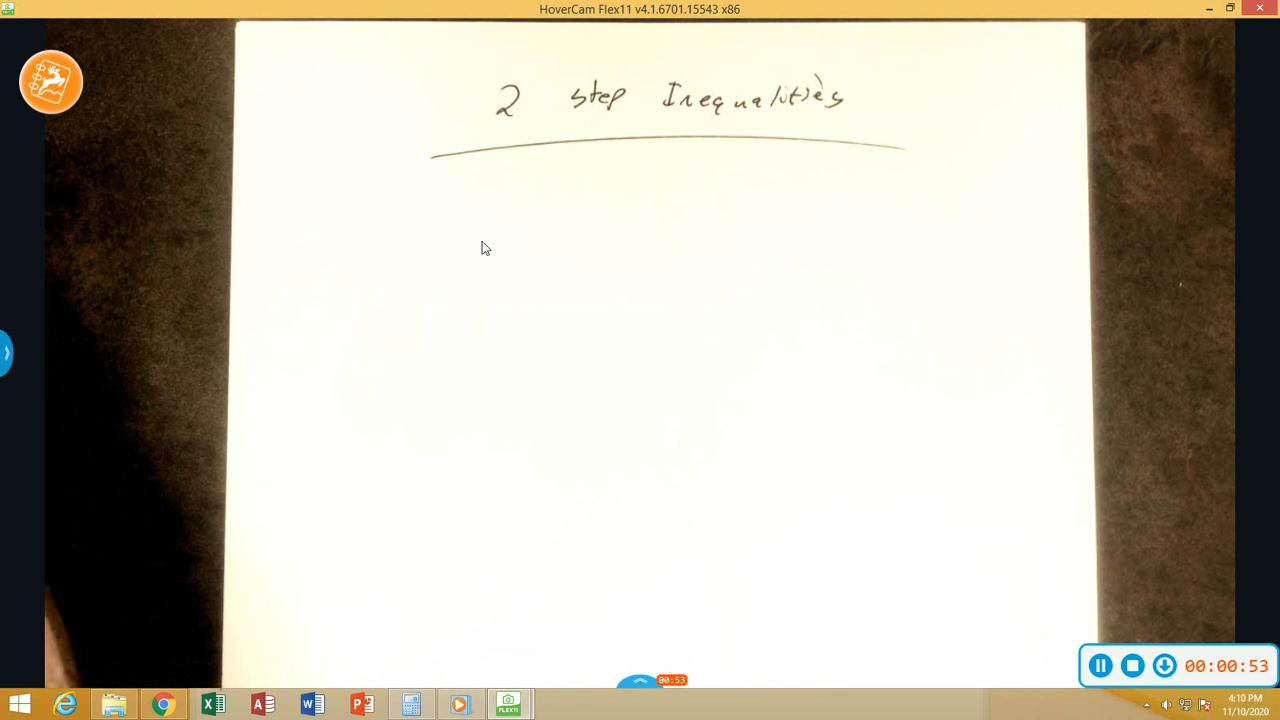 HoverCam Flex11 v4.1.6701.15543 x86
2 step Inequalities
00:00:53
00:53
FLEX11
4:10 PM
11/10/2020